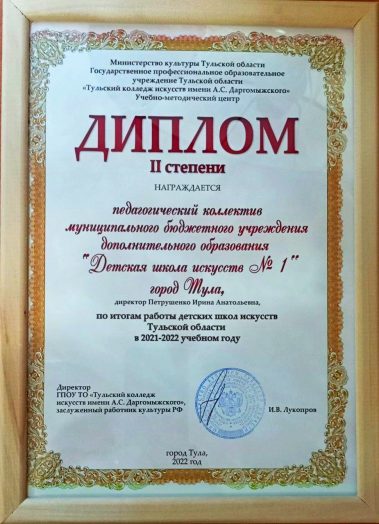 Министерство культуры Тульской области
Государственное профессиональное образовательное
учреждение Тульской области
«Тульский колледж искусств имени А.С. Даргомыжского»
Учебно-методический центр
ДИПЛОМ
II степени
НАГРАЖДАЕТСЯ
педагогический коллектив
муниципального бюджетного учреждения
дополнительного образования
"Детская школа искусств № 1"
город Тула,
директор Петрушенко Ирина Анатольевна,
по итогам работы детских школ искусств
Тульской области
в 2021-2022 учебном году
Директор
ГПОУ ТО «Тульский колледж
искусств имени А.С. Даргомыжского»,
заслуженный работник культуры РФ
И.В. Лукопров
город Тула,
2022 год